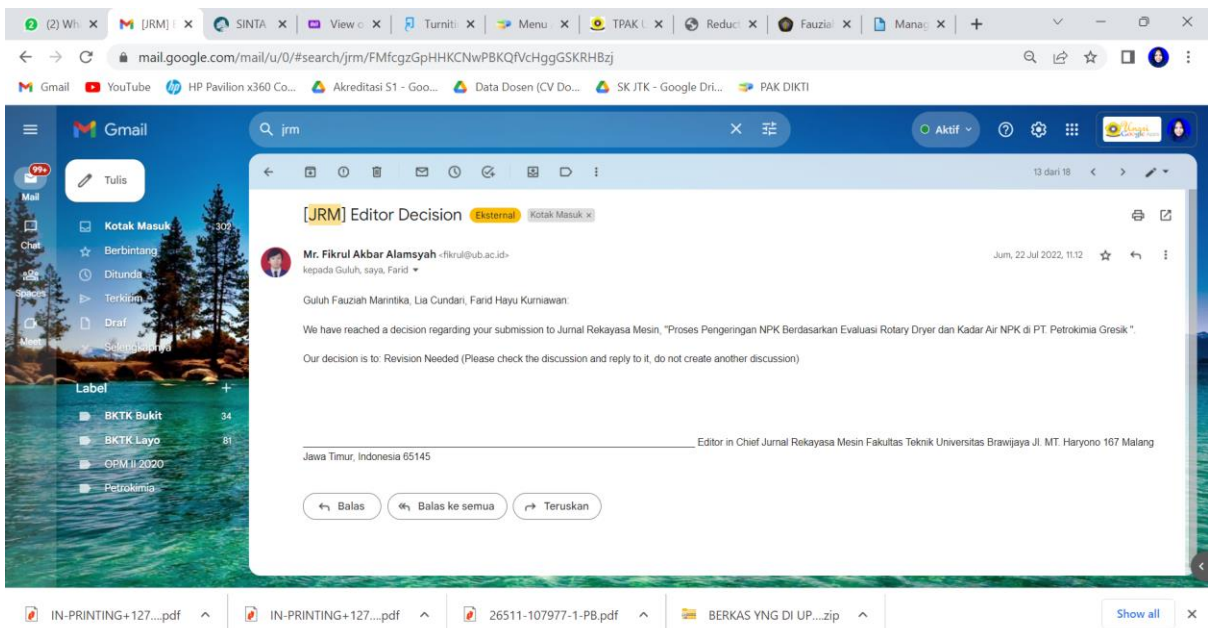 (2) Wh
[JRM] E
SINTA
View o
Turniti
Menu
TPAK U
Reduct
Fauzial
Manag
mail.google.com/mail/u/0/#search/jrm/FMfcgzGpHHKCNwPBKQfVcHggGSKRHBzj
Gmail
YouTube
HP Pavilion x360 Co...
Akreditasi S1 - Goo...
Data Dosen (CV Do...
SK JTK - Google Dri...
PAK DIKTI
Gmail
jrm
Aktif
99+
Mail
Chat
Spaces
Meet
Tulis
Kotak Masuk 302
Berbintang
Ditunda
Terkirim
Draf
Selengkapnya
Label
BKTK Bukit 34
BKTK Layo 81
OPM II 2020
Petrokimia
13 dari 18
[JRM] Editor Decision Eksternal Kotak Masuk x
Mr. Fikrul Akbar Alamsyah <fikrul@ub.ac.id>
Jum, 22 Jul 2022, 11.12
kepada Guluh, saya, Farid
Guluh Fauziah Marintika, Lia Cundari, Farid Hayu Kurniawan:
We have reached a decision regarding your submission to Jurnal Rekayasa Mesin, "Proses Pengeringan NPK Berdasarkan Evaluasi Rotary Dryer dan Kadar Air NPK di PT. Petrokimia Gresik ".
Our decision is to: Revision Needed (Please check the discussion and reply to it, do not create another discussion)
Editor in Chief Jurnal Rekayasa Mesin Fakultas Teknik Universitas Brawijaya Jl. MT. Haryono 167 Malang
Jawa Timur, Indonesia 65145
Balas
Balas ke semua
Teruskan
IN-PRINTING+127....pdf
IN-PRINTING+127....pdf
26511-107977-1-PB.pdf
BERKAS YNG DI UP....zip
Show all